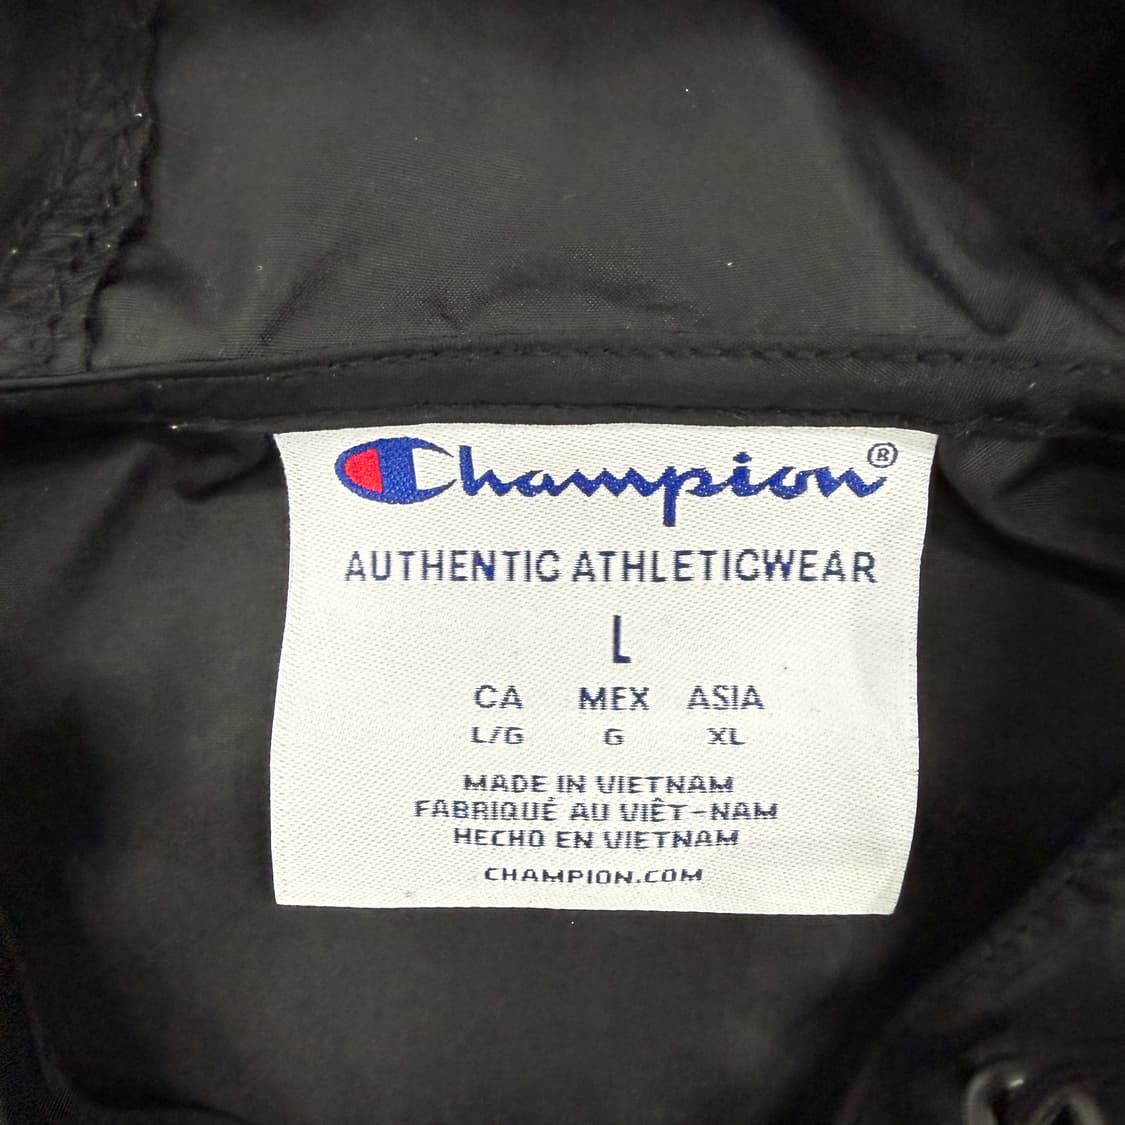 Champion®
AUTHENTIC ATHLETICWEAR
L
CA MEX ASIA
L/G G XL
MADE IN VIETNAM
FABRIQUÉ AU VIÊT-NAM
HECHO EN VIETNAM
CHAMPION.COM